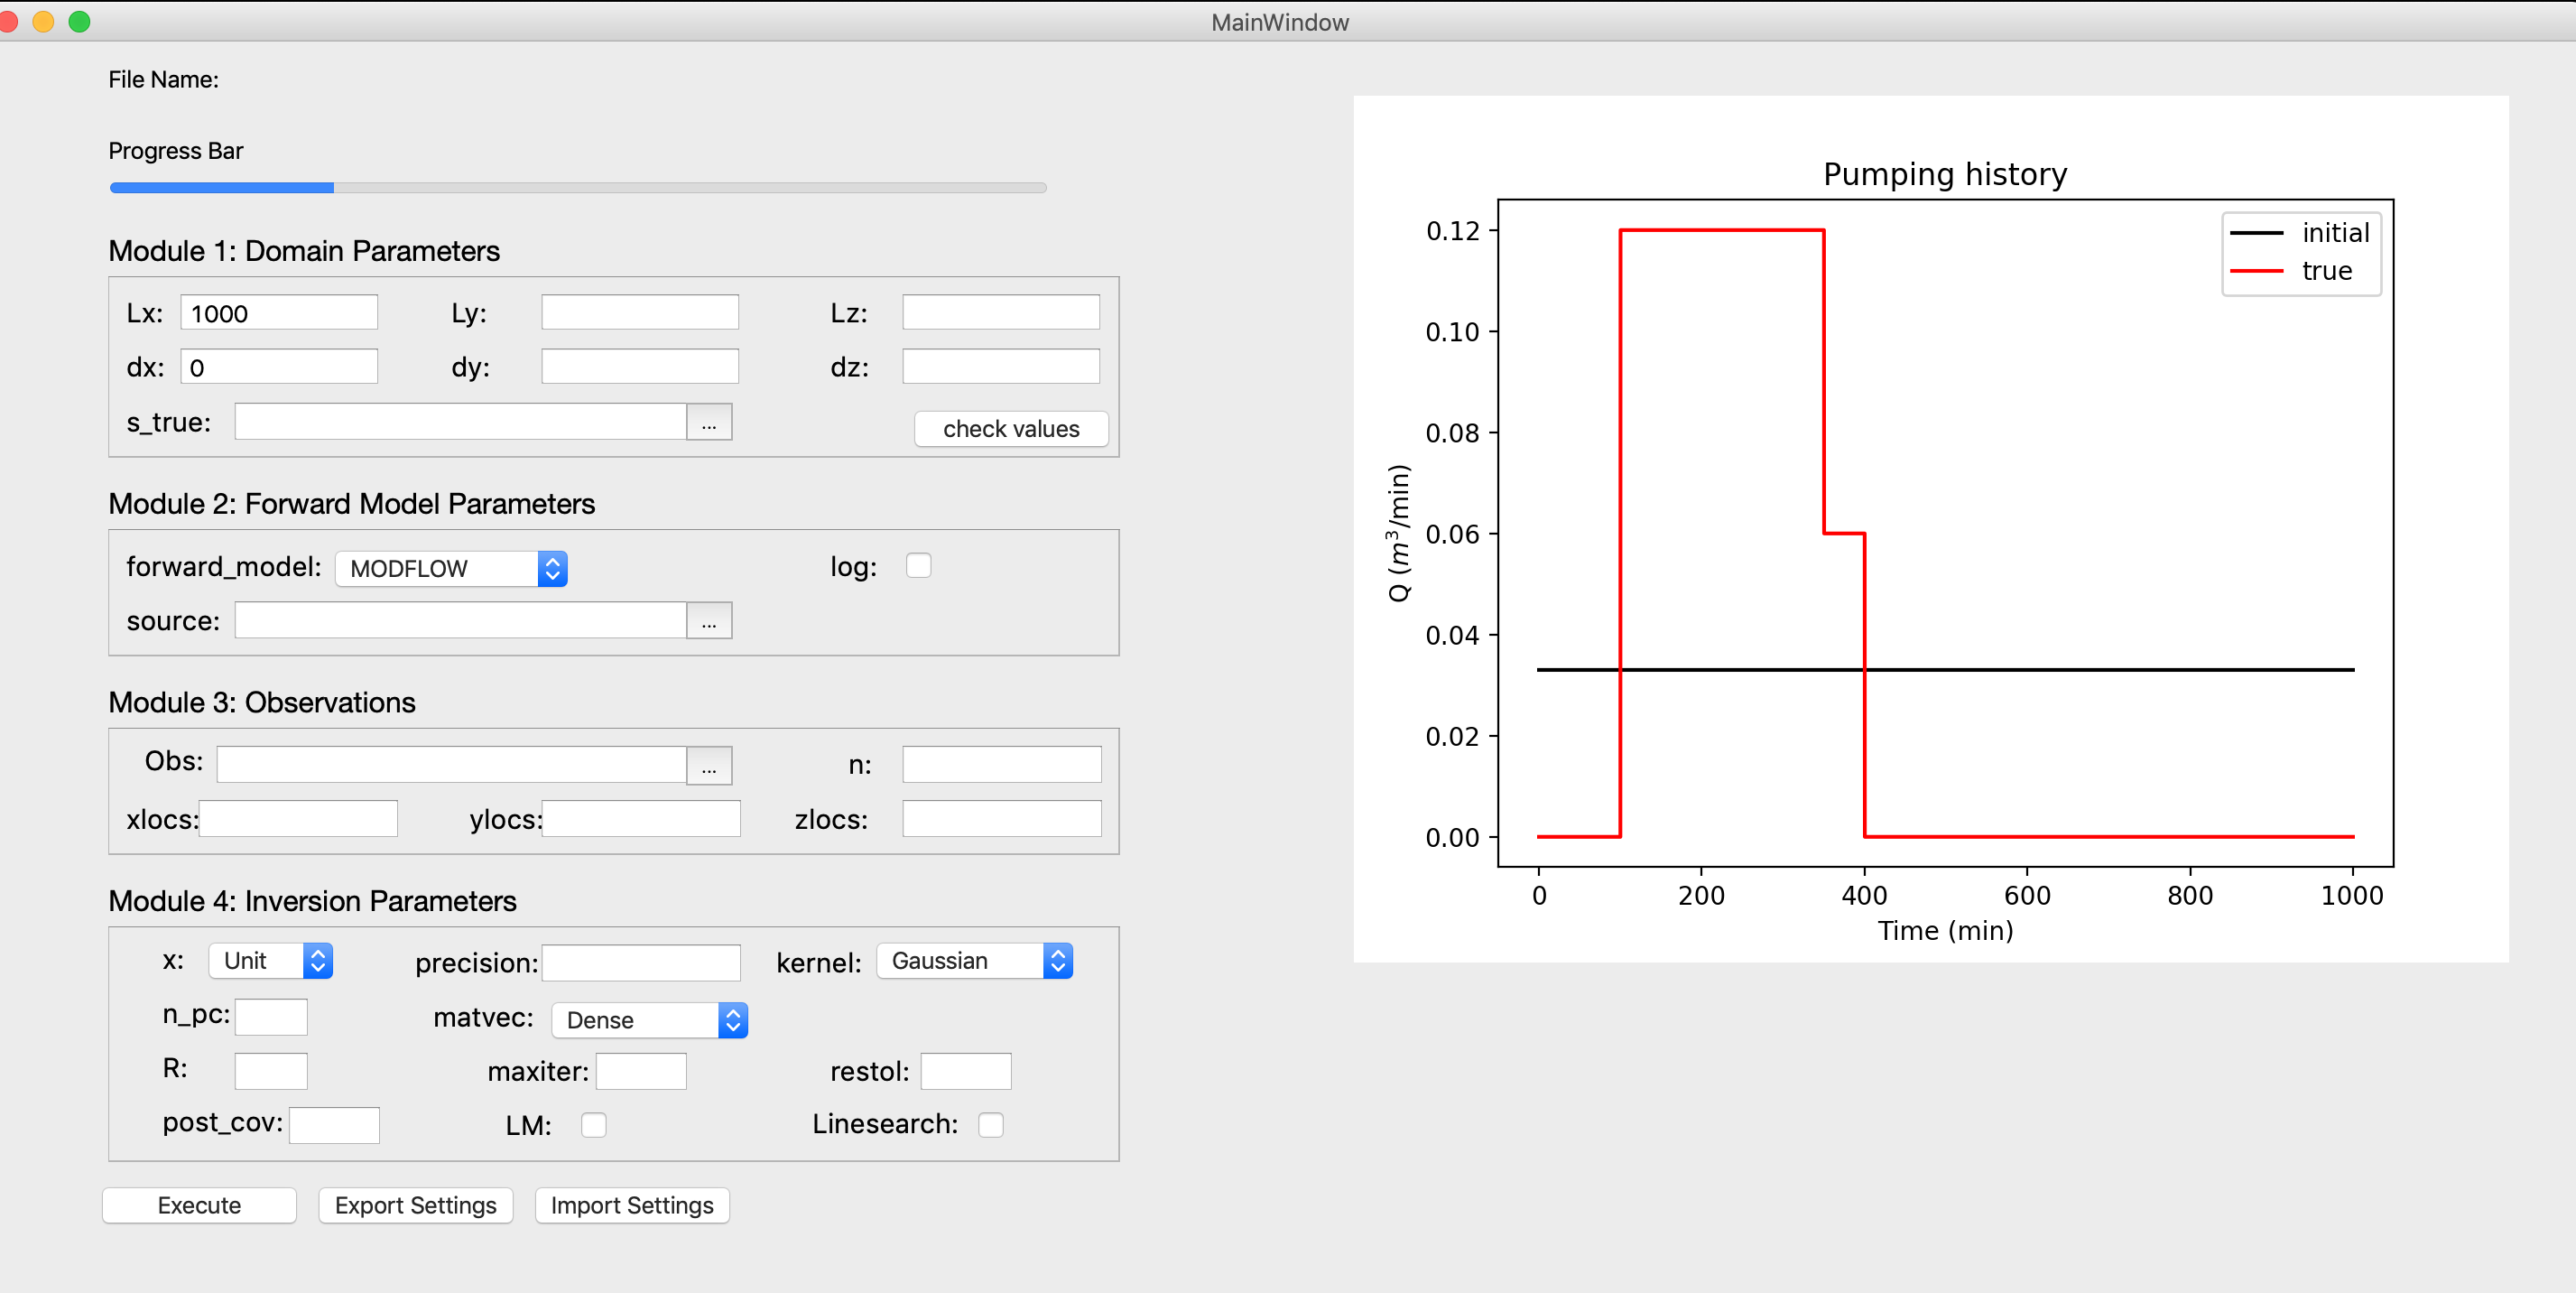 MainWindow
File Name:
Progress Bar
Module 1: Domain Parameters
Lx: 1000 Ly: Lz:
dx: 0 dy: dz:
s_true: ... check values
Module 2: Forward Model Parameters
forward_model: MODFLOW log:
source: ...
Module 3: Observations
Obs: ... n:
xlocs: ylocs: zlocs:
Module 4: Inversion Parameters
x: Unit precision: kernel: Gaussian
n_pc: matvec: Dense
R: maxiter: restol:
post_cov: LM: Linesearch:
Execute Export Settings Import Settings
Pumping history
initial
true
Q (m³/min)
0.12
0.10
0.08
0.06
0.04
0.02
0.00
0 200 400 600 800 1000
Time (min)